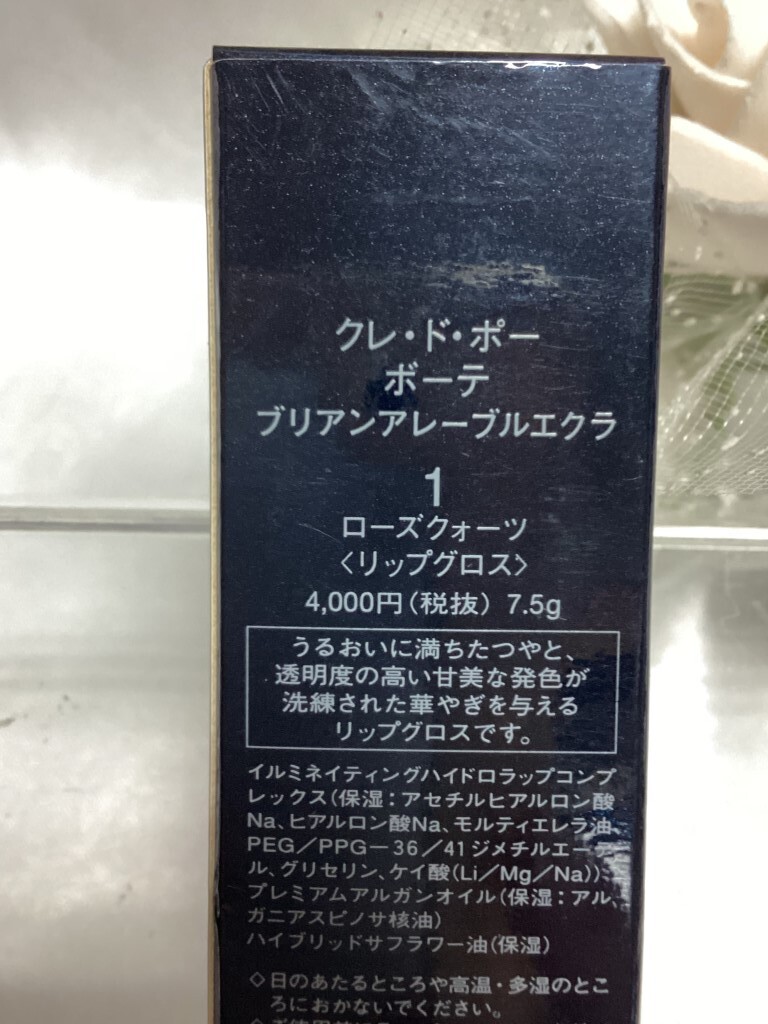 クレ・ド・ポー
ボーテ
ブリアンアレーブルエクラ
1
ローズクォーツ
〈リップグロス〉
4,000円(税抜) 7.5g
うるおいに満ちたつやと、
透明度の高い甘美な発色が
洗練された華やぎを与える
リップグロスです。
イルミネイティングハイドロラップコンプ
レックス(保湿:アセチルヒアルロン酸
Na、ヒアルロン酸Na、モルティエレラ油、
PEG/PPG-36/41ジメチルエーテ
ル、グリセリン、ケイ酸(Li/Mg/Na))、
プレミアムアルガンオイル(保湿:アル
ガニアスピノサ核油)
ハイブリッドサフラワー油(保湿)
◇日のあたるところや高温・多湿のとこ
ろにおかないでください。